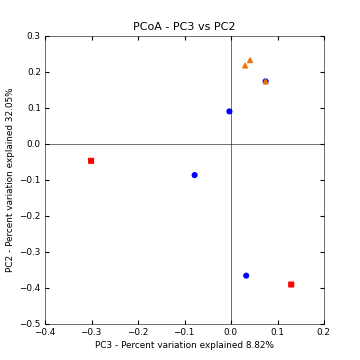 PCoA - PC3 vs PC2
0.3
0.2
0.1
0.0
−0.1
−0.2
−0.3
−0.4
−0.5
PC2 - Percent variation explained 32.05%
−0.4 −0.3 −0.2 −0.1 0.0 0.1 0.2
PC3 - Percent variation explained 8.82%